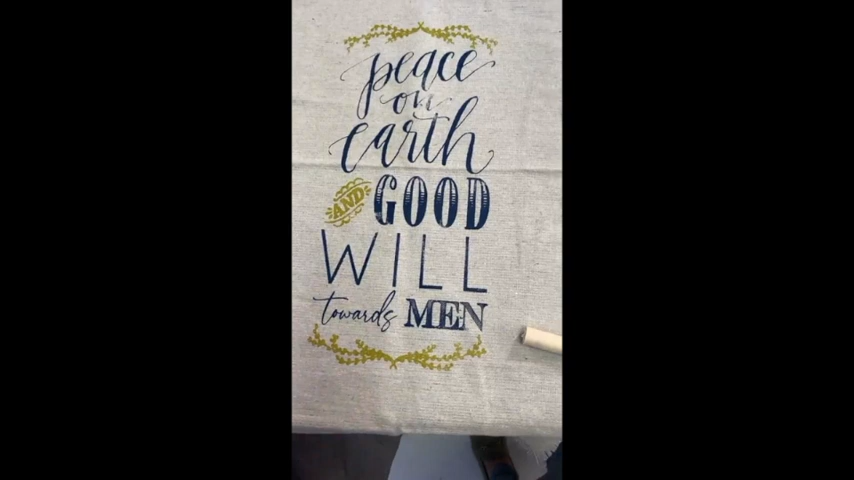 peace
on
earth
AND GOOD
WILL
towards MEN